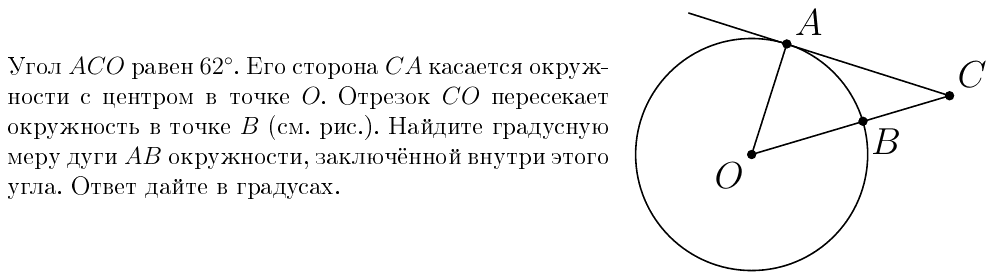 Угол ACO равен 62°. Его сторона CA касается окруж-
ности с центром в точке O. Отрезок CO пересекает
окружность в точке B (см. рис.). Найдите градусную
меру дуги AB окружности, заключённой внутри этого
угла. Ответ дайте в градусах.
A
C
B
O